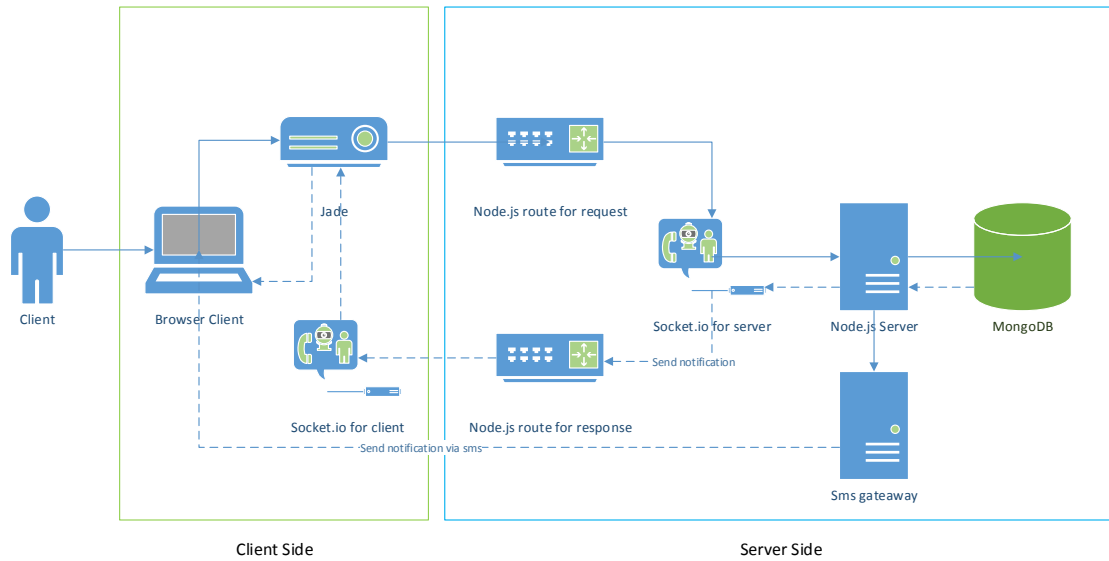 Jade
Node.js route for request
Client
Browser Client
Socket.io for server
Node.js Server
MongoDB
Send notification
Socket.io for client
Node.js route for response
Send notification via sms
Sms gateaway
Client Side
Server Side